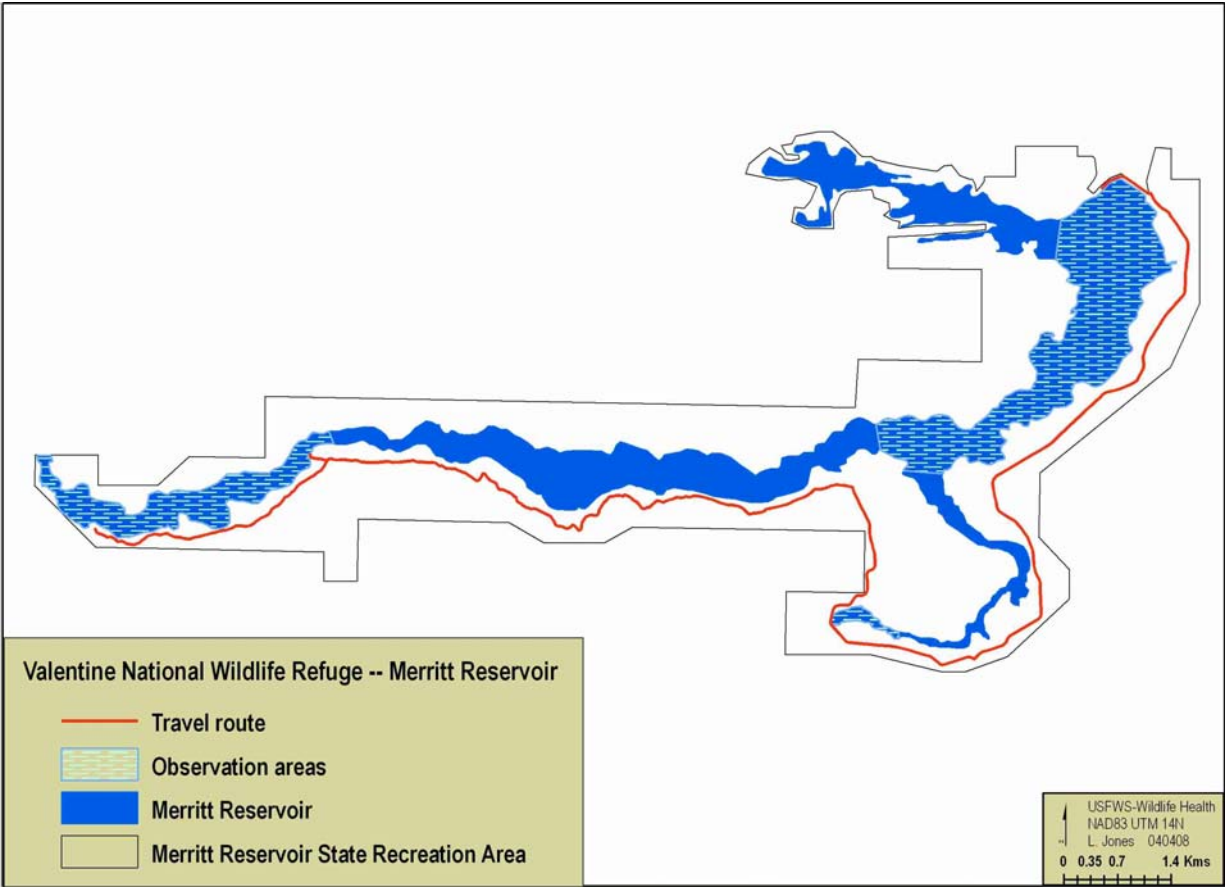 Valentine National Wildlife Refuge -- Merritt Reservoir
Travel route
Observation areas
Merritt Reservoir
Merritt Reservoir State Recreation Area
USFWS-Wildlife Health
NAD83 UTM 14N
L. Jones 040408
0 0.35 0.7 1.4 Kms